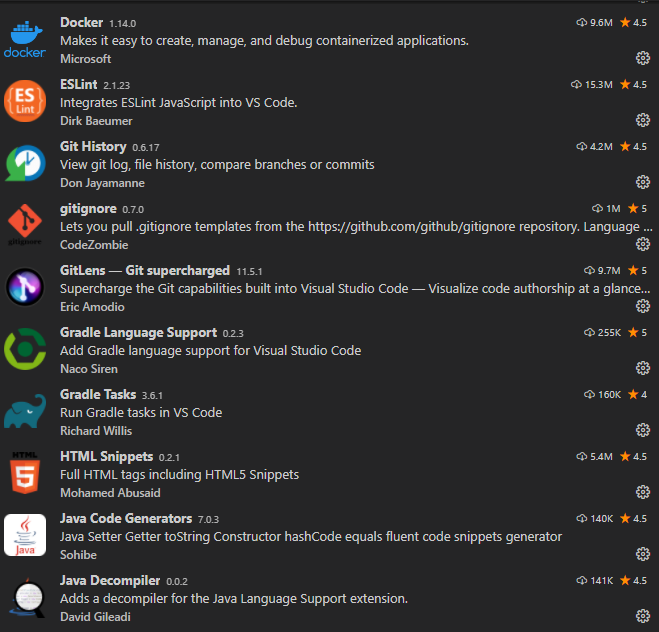 Docker 1.14.0 9.6M 4.5
Makes it easy to create, manage, and debug containerized applications.
docker
Microsoft
ESLint 2.1.23 15.3M 4.5
ES
Lint
Integrates ESLint JavaScript into VS Code.
Dirk Baeumer
Git History 0.6.17 4.2M 4.5
View git log, file history, compare branches or commits
Don Jayamanne
gitignore 0.7.0 1M 5
Lets you pull .gitignore templates from the https://github.com/github/gitignore repository. Language ...
gitignore
CodeZombie
GitLens — Git supercharged 11.5.1 9.7M 5
Supercharge the Git capabilities built into Visual Studio Code — Visualize code authorship at a glance...
Eric Amodio
Gradle Language Support 0.2.3 255K 5
Add Gradle language support for Visual Studio Code
Naco Siren
Gradle Tasks 3.6.1 160K 4
Run Gradle tasks in VS Code
Richard Willis
HTML
HTML Snippets 0.2.1 5.4M 4.5
5
Full HTML tags including HTML5 Snippets
Mohamed Abusaid
Java Code Generators 7.0.3 140K 4.5
Java Setter Getter toString Constructor hashCode equals fluent code snippets generator
Java
Sohibe
Java Decompiler 0.0.2 141K 4.5
Adds a decompiler for the Java Language Support extension.
David Gileadi